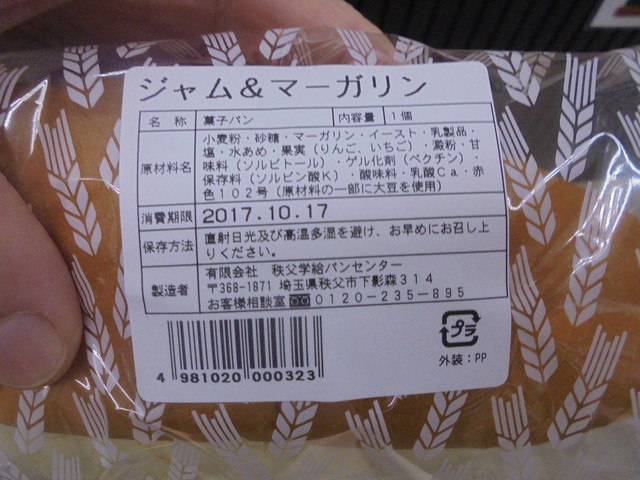 ジャム＆マーガリン
名 称 菓子パン 内容量 1個
原材料名 小麦粉・砂糖・マーガリン・イースト・乳製品・
塩・水あめ・果実（りんご、いちご）・澱粉・甘
味料（ソルビトール）・ゲル化剤（ペクチン）・
保存料（ソルビン酸K）・酸味料・乳酸Ca・赤
色102号（原材料の一部に大豆を使用）
消費期限 2017.10.17
保存方法 直射日光及び高温多湿を避け、お早めにお召し上
りください。
製造者 有限会社 秩父学給パンセンター
〒368-1871 埼玉県秩父市下影森314
お客様相談室 0120-235-895
4 981020 000323
プラ
外装：PP